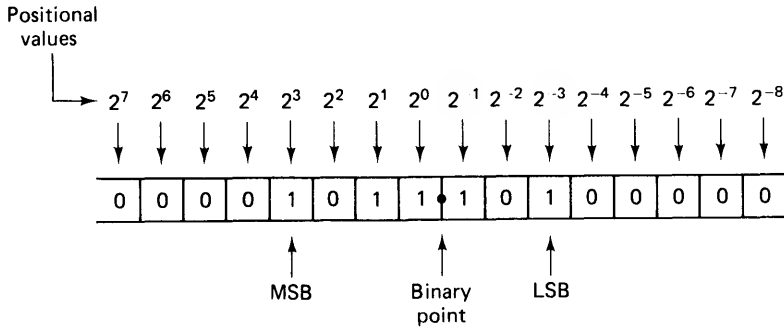 Positional
values
2⁷ 2⁶ 2⁵ 2⁴ 2³ 2² 2¹ 2⁰ 2⁻¹ 2⁻² 2⁻³ 2⁻⁴ 2⁻⁵ 2⁻⁶ 2⁻⁷ 2⁻⁸
0 0 0 0 1 0 1 1 • 1 0 1 0 0 0 0 0
MSB Binary LSB
point